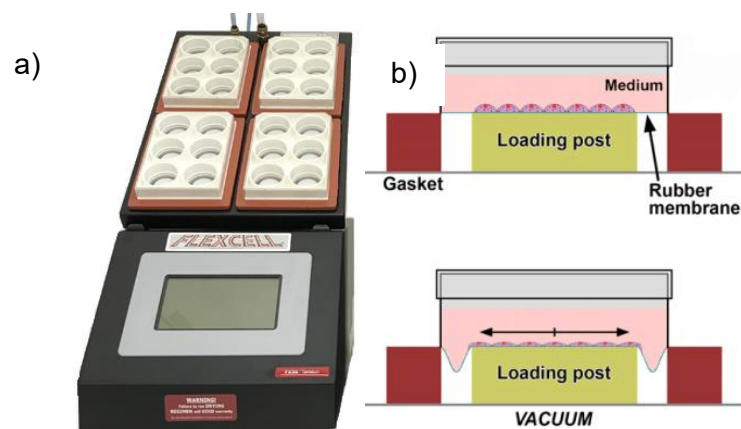 a)
FLEXCELL
WARNING!
b)
Medium
Loading post
Gasket
Rubber
membrane
Loading post
VACUUM